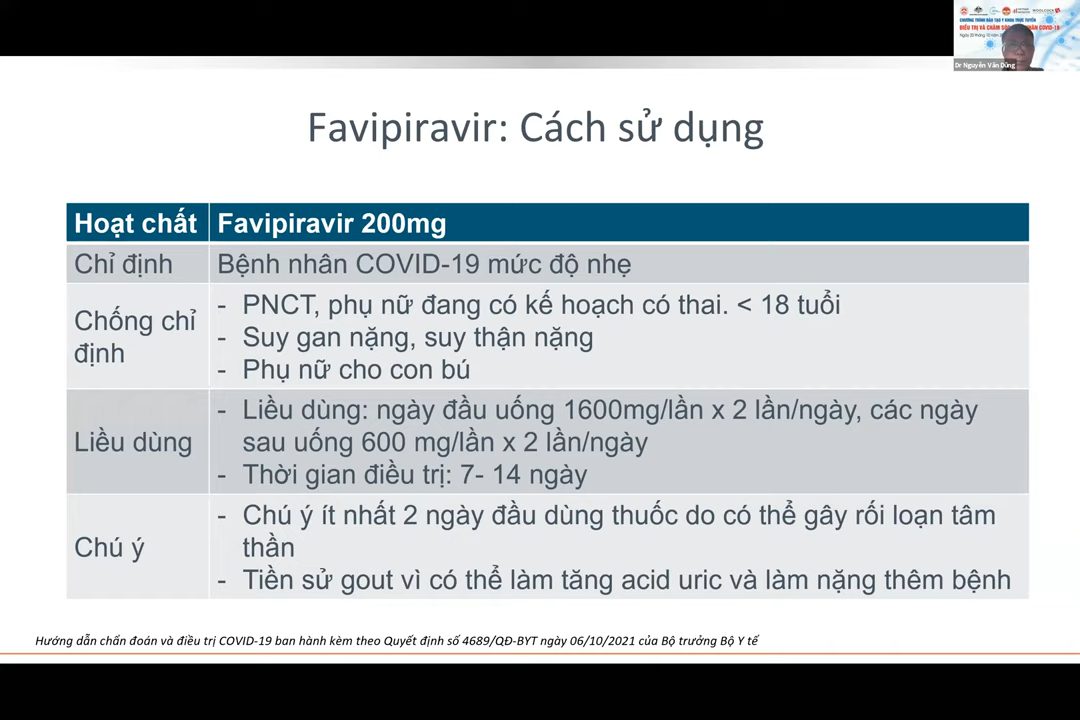 CHƯƠNG TRÌNH ĐÀO TẠO Y KHOA TRỰC TUYẾN
Dr Nguyễn Văn Dũng
Favipiravir: Cách sử dụng
Hoạt chất Favipiravir 200mg
Chỉ định Bệnh nhân COVID-19 mức độ nhẹ
Chống chỉ định
- PNCT, phụ nữ đang có kế hoạch có thai. < 18 tuổi
- Suy gan nặng, suy thận nặng
- Phụ nữ cho con bú
Liều dùng
- Liều dùng: ngày đầu uống 1600mg/lần x 2 lần/ngày, các ngày
sau uống 600 mg/lần x 2 lần/ngày
- Thời gian điều trị: 7- 14 ngày
Chú ý
- Chú ý ít nhất 2 ngày đầu dùng thuốc do có thể gây rối loạn tâm
thần
- Tiền sử gout vì có thể làm tăng acid uric và làm nặng thêm bệnh
Hướng dẫn chẩn đoán và điều trị COVID-19 ban hành kèm theo Quyết định số 4689/QĐ-BYT ngày 06/10/2021 của Bộ trưởng Bộ Y tế